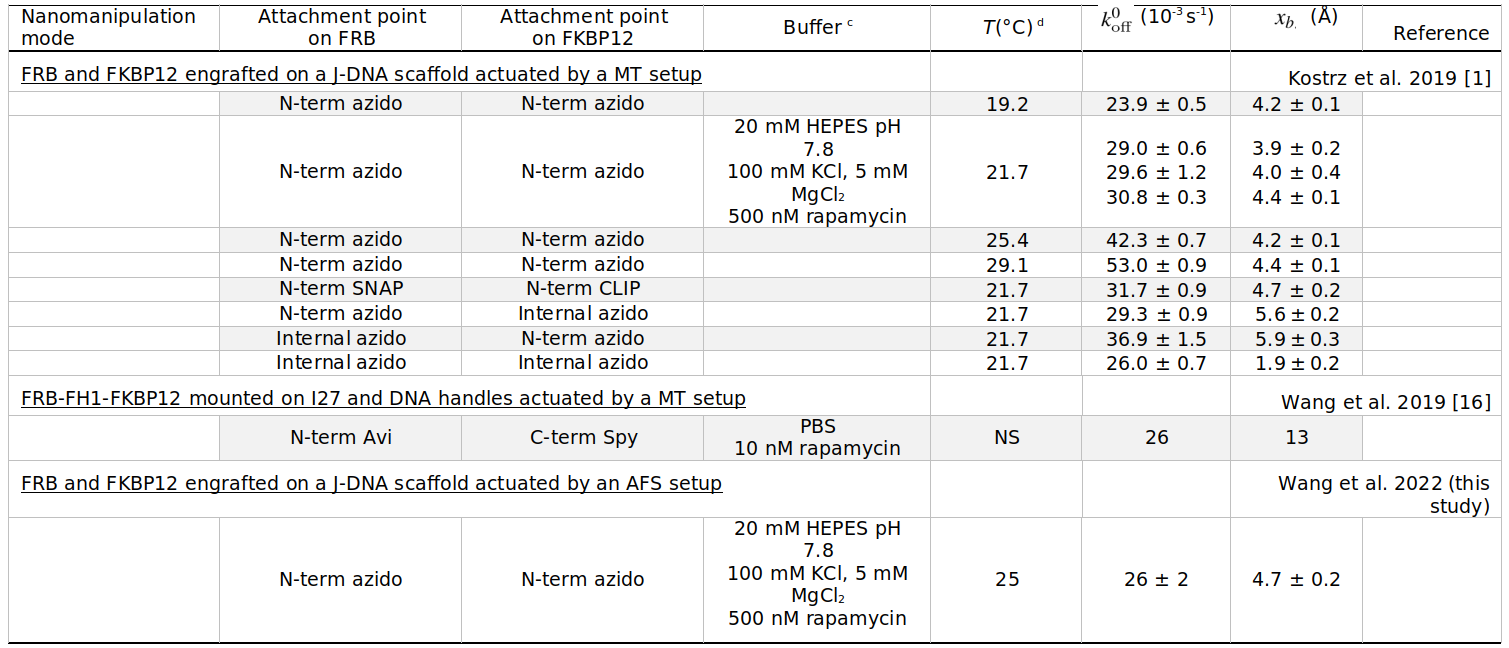 Nanomanipulation mode Attachment point on FRB Attachment point on FKBP12 Buffer c T(°C) d k⁰off (10-3 s-1) xb, (Å) Reference
FRB and FKBP12 engrafted on a J-DNA scaffold actuated by a MT setup Kostrz et al. 2019 [1]
N-term azido N-term azido 19.2 23.9 ± 0.5 4.2 ± 0.1
20 mM HEPES pH
7.8
100 mM KCl, 5 mM
MgCl₂
500 nM rapamycin
N-term azido N-term azido 21.7
29.0 ± 0.6 3.9 ± 0.2
29.6 ± 1.2 4.0 ± 0.4
30.8 ± 0.3 4.4 ± 0.1
N-term azido N-term azido 25.4 42.3 ± 0.7 4.2 ± 0.1
N-term azido N-term azido 29.1 53.0 ± 0.9 4.4 ± 0.1
N-term SNAP N-term CLIP 21.7 31.7 ± 0.9 4.7 ± 0.2
N-term azido Internal azido 21.7 29.3 ± 0.9 5.6 ± 0.2
Internal azido N-term azido 21.7 36.9 ± 1.5 5.9 ± 0.3
Internal azido Internal azido 21.7 26.0 ± 0.7 1.9 ± 0.2
FRB-FH1-FKBP12 mounted on I27 and DNA handles actuated by a MT setup Wang et al. 2019 [16]
N-term Avi C-term Spy
PBS
10 nM rapamycin
NS 26 13
FRB and FKBP12 engrafted on a J-DNA scaffold actuated by an AFS setup Wang et al. 2022 (this
study)
N-term azido N-term azido
20 mM HEPES pH
7.8
100 mM KCl, 5 mM
MgCl₂
500 nM rapamycin
25 26 ± 2 4.7 ± 0.2